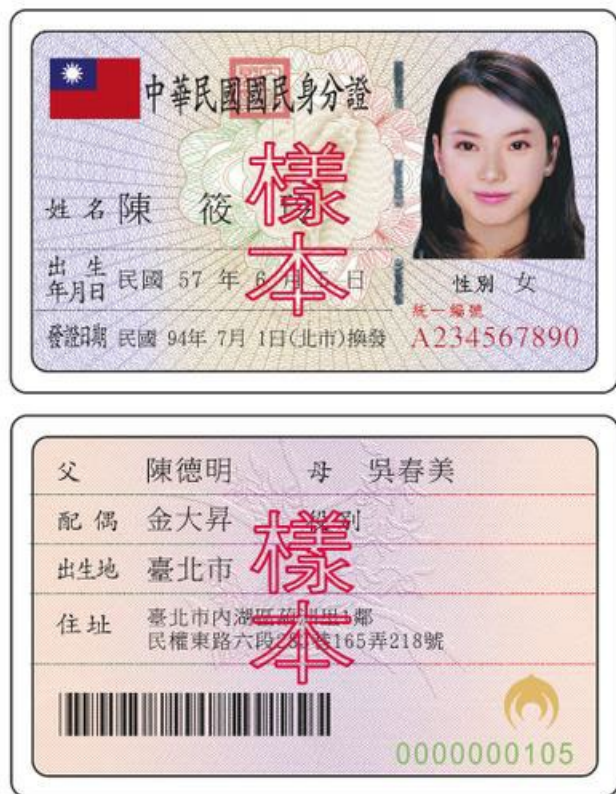 中華民國國民身分證
樣本
姓名 陳 筱
出生年月日 民國 57 年 6 月 5 日
性別 女
統一編號
發證日期 民國 94年 7月 1日(北市)換發
A234567890
父 陳德明 母 吳春美
配偶 金大昇 役別
樣本
出生地 臺北市
住址 臺北市內湖區 里1鄰
民權東路六段 巷165弄218號
0000000105